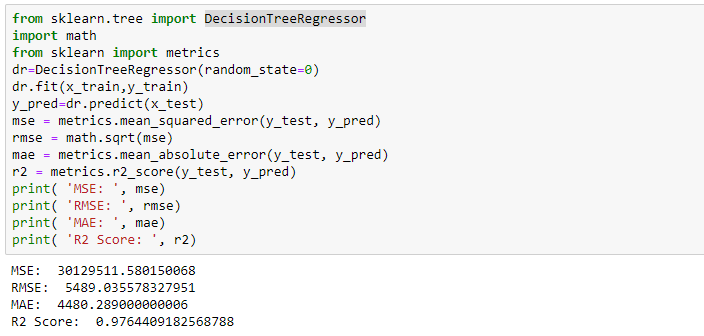 from sklearn.tree import DecisionTreeRegressor
import math
from sklearn import metrics
dr=DecisionTreeRegressor(random_state=0)
dr.fit(x_train,y_train)
y_pred=dr.predict(x_test)
mse = metrics.mean_squared_error(y_test, y_pred)
rmse = math.sqrt(mse)
mae = metrics.mean_absolute_error(y_test, y_pred)
r2 = metrics.r2_score(y_test, y_pred)
print( 'MSE: ', mse)
print( 'RMSE: ', rmse)
print( 'MAE: ', mae)
print( 'R2 Score: ', r2)
MSE:  30129511.580150068
RMSE:  5489.035578327951
MAE:  4480.289000000006
R2 Score:  0.9764409182568788